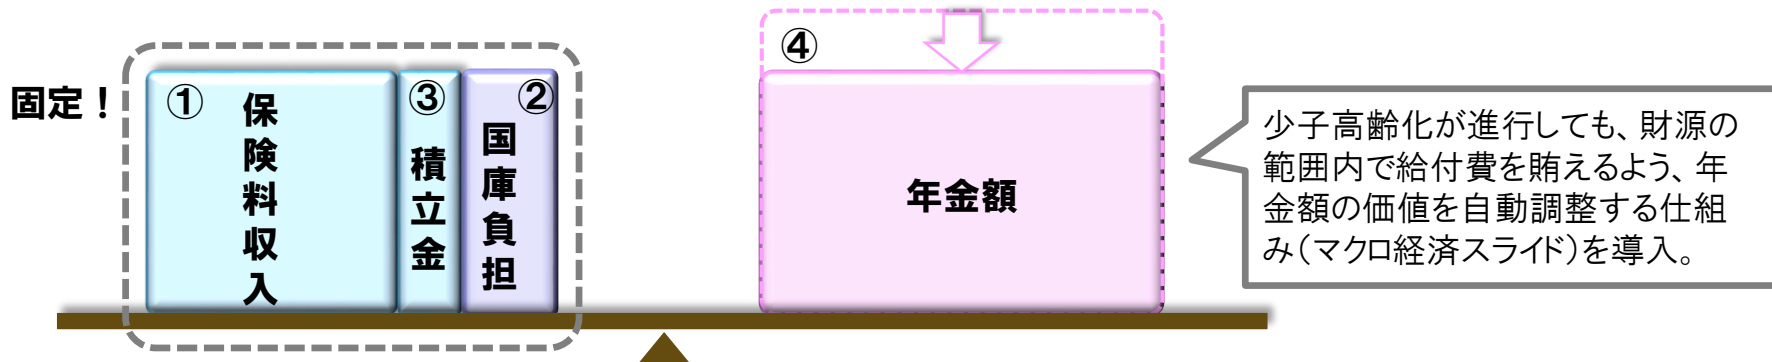 固定！
①
保険料収入
③
積立金
②
国庫負担
④
年金額
少子高齢化が進行しても、財源の
範囲内で給付費を賄えるよう、年
金額の価値を自動調整する仕組
み（マクロ経済スライド）を導入。